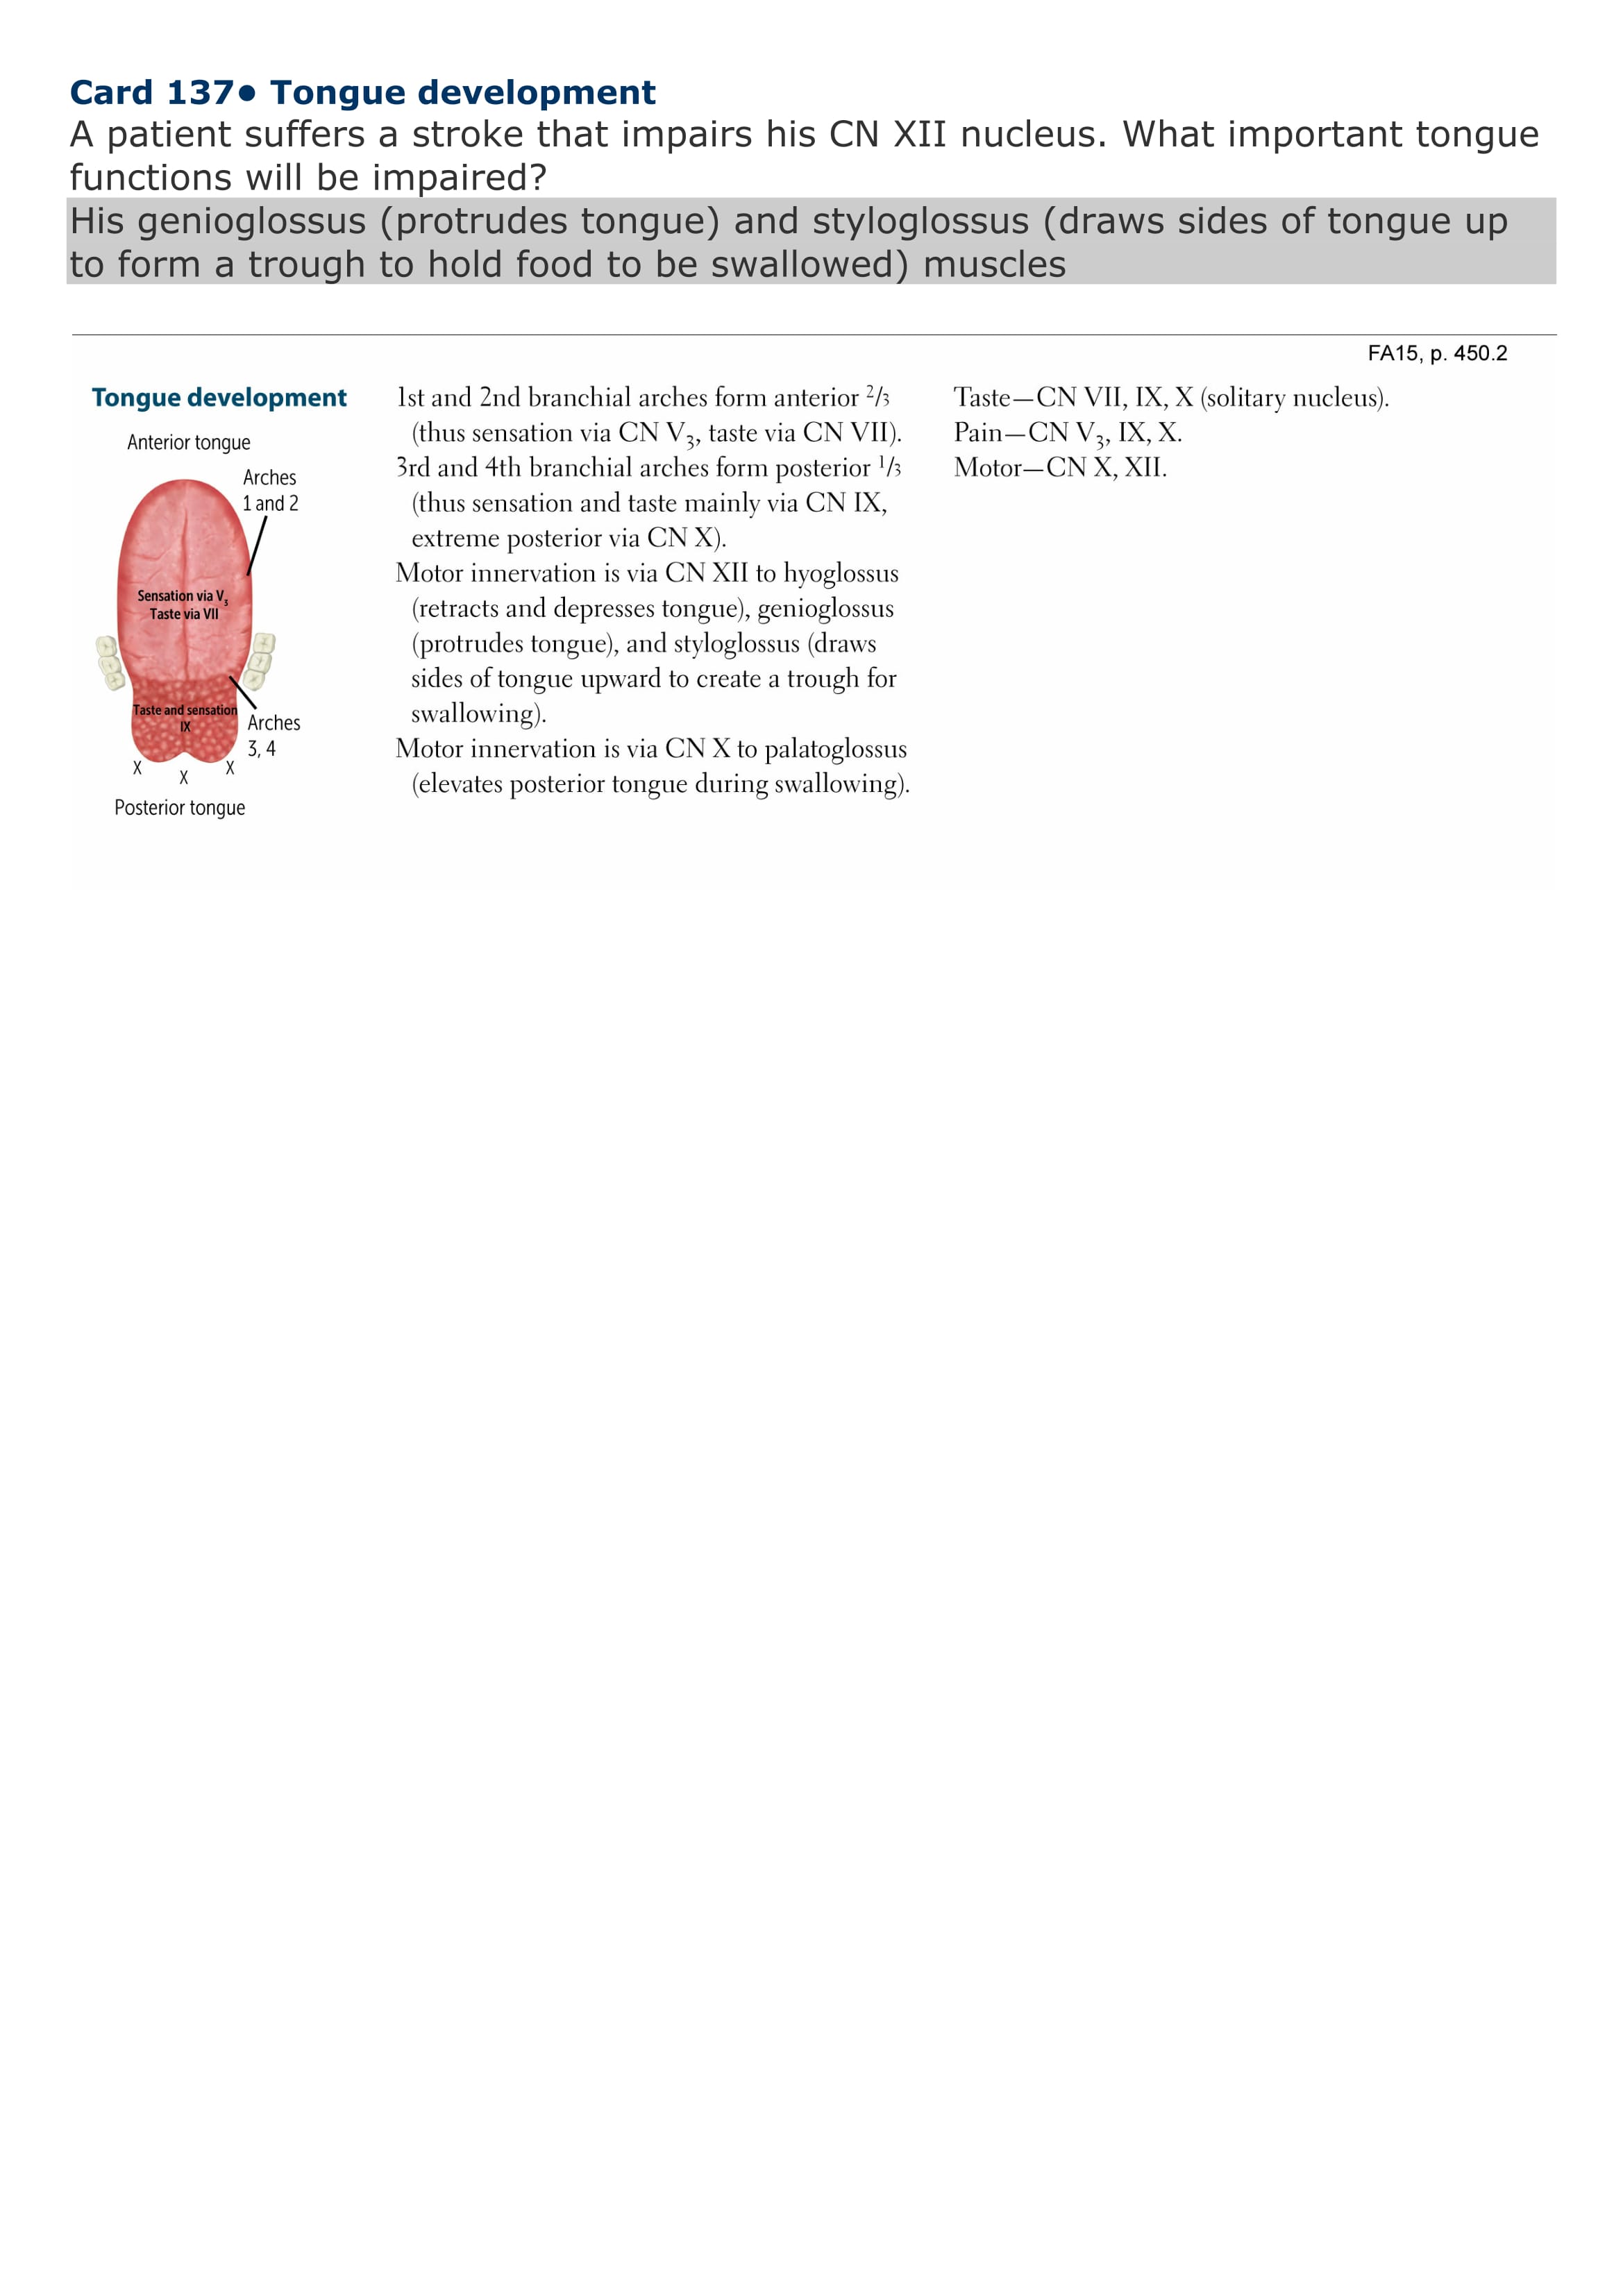 Card 137• Tongue development
A patient suffers a stroke that impairs his CN XII nucleus. What important tongue
functions will be impaired?
His genioglossus (protrudes tongue) and styloglossus (draws sides of tongue up
to form a trough to hold food to be swallowed) muscles
FA15, p. 450.2
Tongue development
Anterior tongue
Arches
1 and 2
Sensation via V3
Taste via VII
Taste and sensation
IX
Arches
3, 4
X X X
Posterior tongue
1st and 2nd branchial arches form anterior 2/3
(thus sensation via CN V3, taste via CN VII).
3rd and 4th branchial arches form posterior 1/3
(thus sensation and taste mainly via CN IX,
extreme posterior via CN X).
Motor innervation is via CN XII to hyoglossus
(retracts and depresses tongue), genioglossus
(protrudes tongue), and styloglossus (draws
sides of tongue upward to create a trough for
swallowing).
Motor innervation is via CN X to palatoglossus
(elevates posterior tongue during swallowing).
Taste—CN VII, IX, X (solitary nucleus).
Pain—CN V3, IX, X.
Motor—CN X, XII.